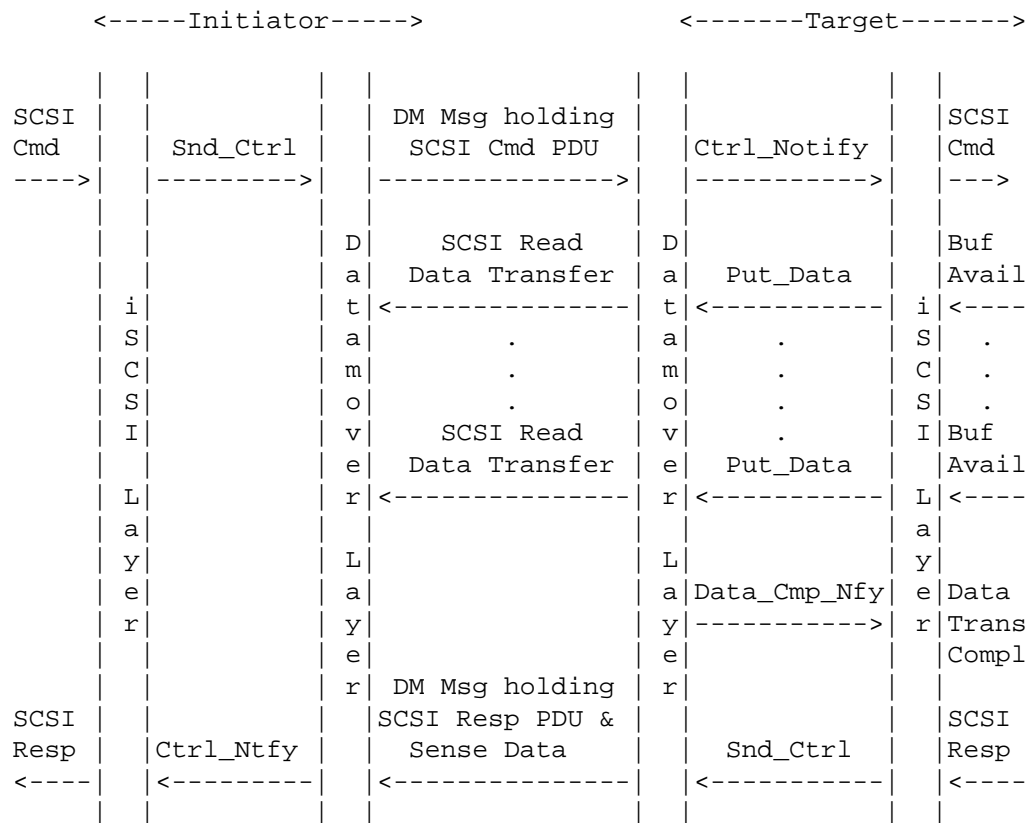 <-----Initiator----->                <-------Target------->

      |  |           |  |                |  |            |  |
SCSI  |  |           |  | DM Msg holding |  |            |  |SCSI
Cmd   |  | Snd_Ctrl  |  |  SCSI Cmd PDU  |  |Ctrl_Notify |  |Cmd
----> |  |---------> |  |--------------->|  |----------->|  |--->
      |  |           |  |                |  |            |  |
      |  |           | D|   SCSI Read    | D|            |  |Buf
      |  |           | a| Data Transfer  | a|  Put_Data  |  |Avail
      | i|           | t|<---------------| t|<-----------| i|<----
      | S|           | a|       .        | a|     .      | S|  .
      | C|           | m|       .        | m|     .      | C|  .
      | S|           | o|       .        | o|     .      | S|  .
      | I|           | v|   SCSI Read    | v|     .      | I|Buf
      |  |           | e| Data Transfer  | e|  Put_Data  |  |Avail
      | L|           | r|<---------------| r|<-----------| L|<----
      | a|           |  |                |  |            | a|
      | y|           | L|                | L|            | y|
      | e|           | a|                | a|Data_Cmp_Nfy| e|Data
      | r|           | y|                | y|----------->| r|Trans
      |  |           | e|                | e|            |  |Compl
      |  |           | r| DM Msg holding | r|            |  |
SCSI  |  |           |  |SCSI Resp PDU & |  |            |  |SCSI
Resp  |  |Ctrl_Ntfy  |  |  Sense Data    |  |  Snd_Ctrl  |  |Resp
<---- |  |<--------- |  |<---------------|  |<-----------|  |<----
      |  |           |  |                |  |            |  |